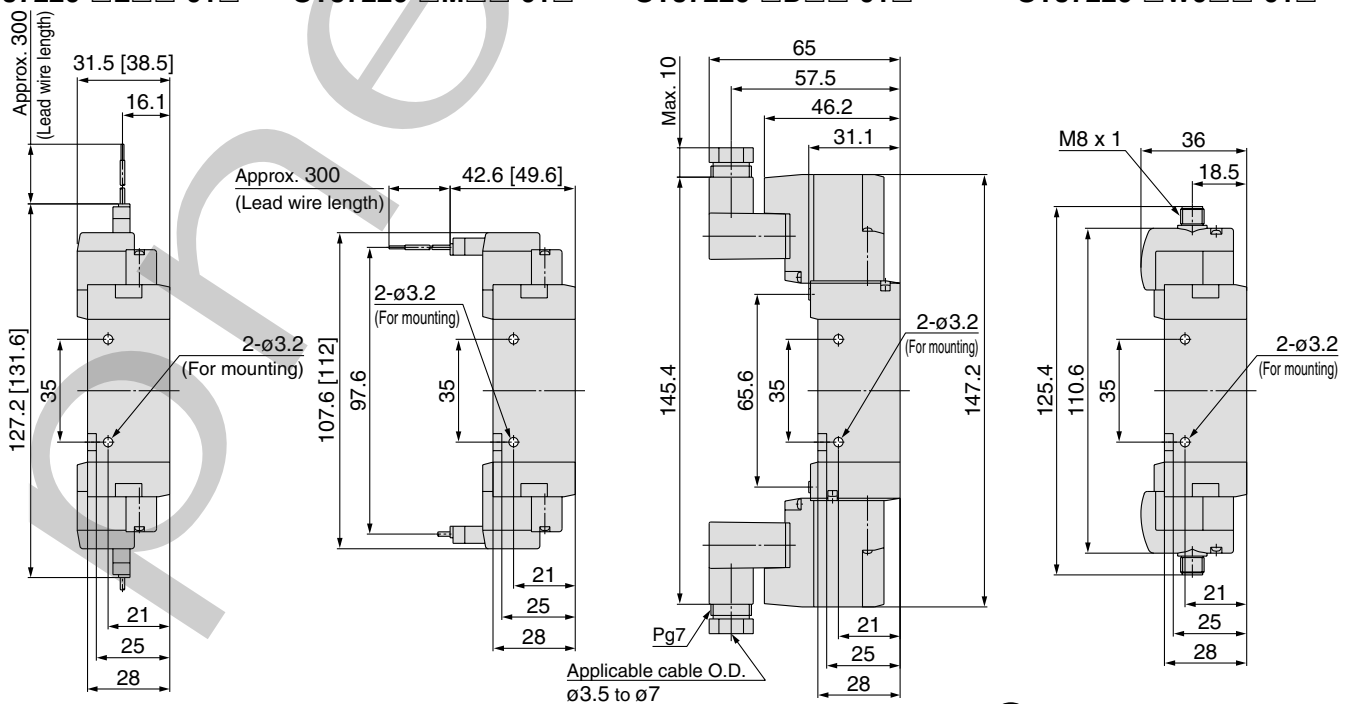 Approx. 300
(Lead wire length)
31.5 [38.5]
16.1
127.2 [131.6]
35
2-ø3.2
(For mounting)
21
25
28
Approx. 300
(Lead wire length)
42.6 [49.6]
107.6 [112]
97.6
2-ø3.2
(For mounting)
35
21
25
28
65
57.5
46.2
31.1
Max. 10
145.4
65.6
35
2-ø3.2
(For mounting)
147.2
Pg7
Applicable cable O.D.
ø3.5 to ø7
21
25
28
M8 x 1
36
18.5
125.4
110.6
35
2-ø3.2
(For mounting)
21
25
28